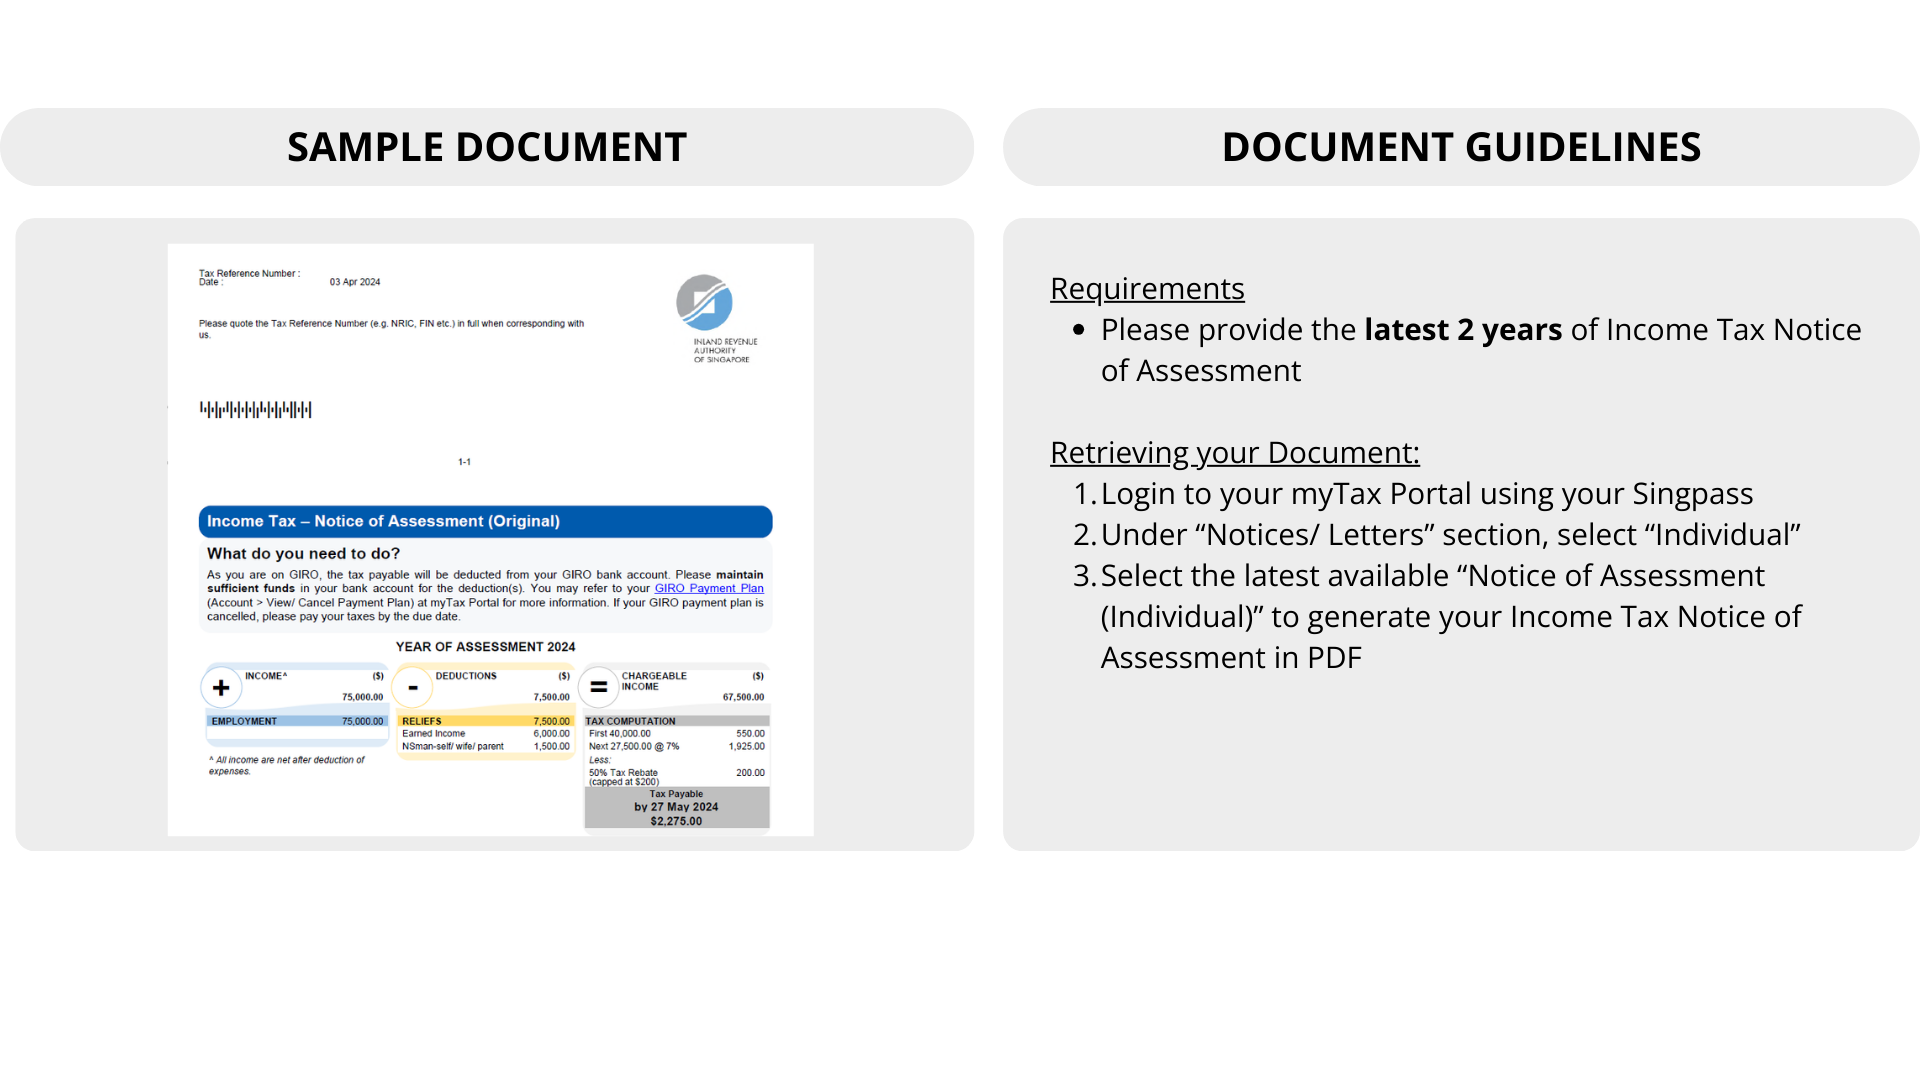 SAMPLE DOCUMENT
Tax Reference Number :
Date : 03 Apr 2024
Please quote the Tax Reference Number (e.g. NRIC, FIN etc.) in full when corresponding with
us.
INLAND REVENUE
AUTHORITY
OF SINGAPORE
1-1
Income Tax – Notice of Assessment (Original)
What do you need to do?
As you are on GIRO, the tax payable will be deducted from your GIRO bank account. Please maintain
sufficient funds in your bank account for the deduction(s). You may refer to your GIRO Payment Plan
(Account > View/ Cancel Payment Plan) at myTax Portal for more information. If your GIRO payment plan is
cancelled, please pay your taxes by the due date.
YEAR OF ASSESSMENT 2024
+ INCOME^ ($)
75,000.00
EMPLOYMENT 75,000.00
^ All income are net after deduction of
expenses.
- DEDUCTIONS ($)
7,500.00
RELIEFS 7,500.00
Earned Income 6,000.00
NSman-self/ wife/ parent 1,500.00
= CHARGEABLE ($)
INCOME
67,500.00
TAX COMPUTATION
First 40,000.00 550.00
Next 27,500.00 @ 7% 1,925.00
Less:
50% Tax Rebate 200.00
(capped at $200)
Tax Payable
by 27 May 2024
$2,275.00
DOCUMENT GUIDELINES
Requirements
• Please provide the latest 2 years of Income Tax Notice
of Assessment
Retrieving your Document:
1. Login to your myTax Portal using your Singpass
2. Under “Notices/ Letters” section, select “Individual”
3. Select the latest available “Notice of Assessment
(Individual)” to generate your Income Tax Notice of
Assessment in PDF